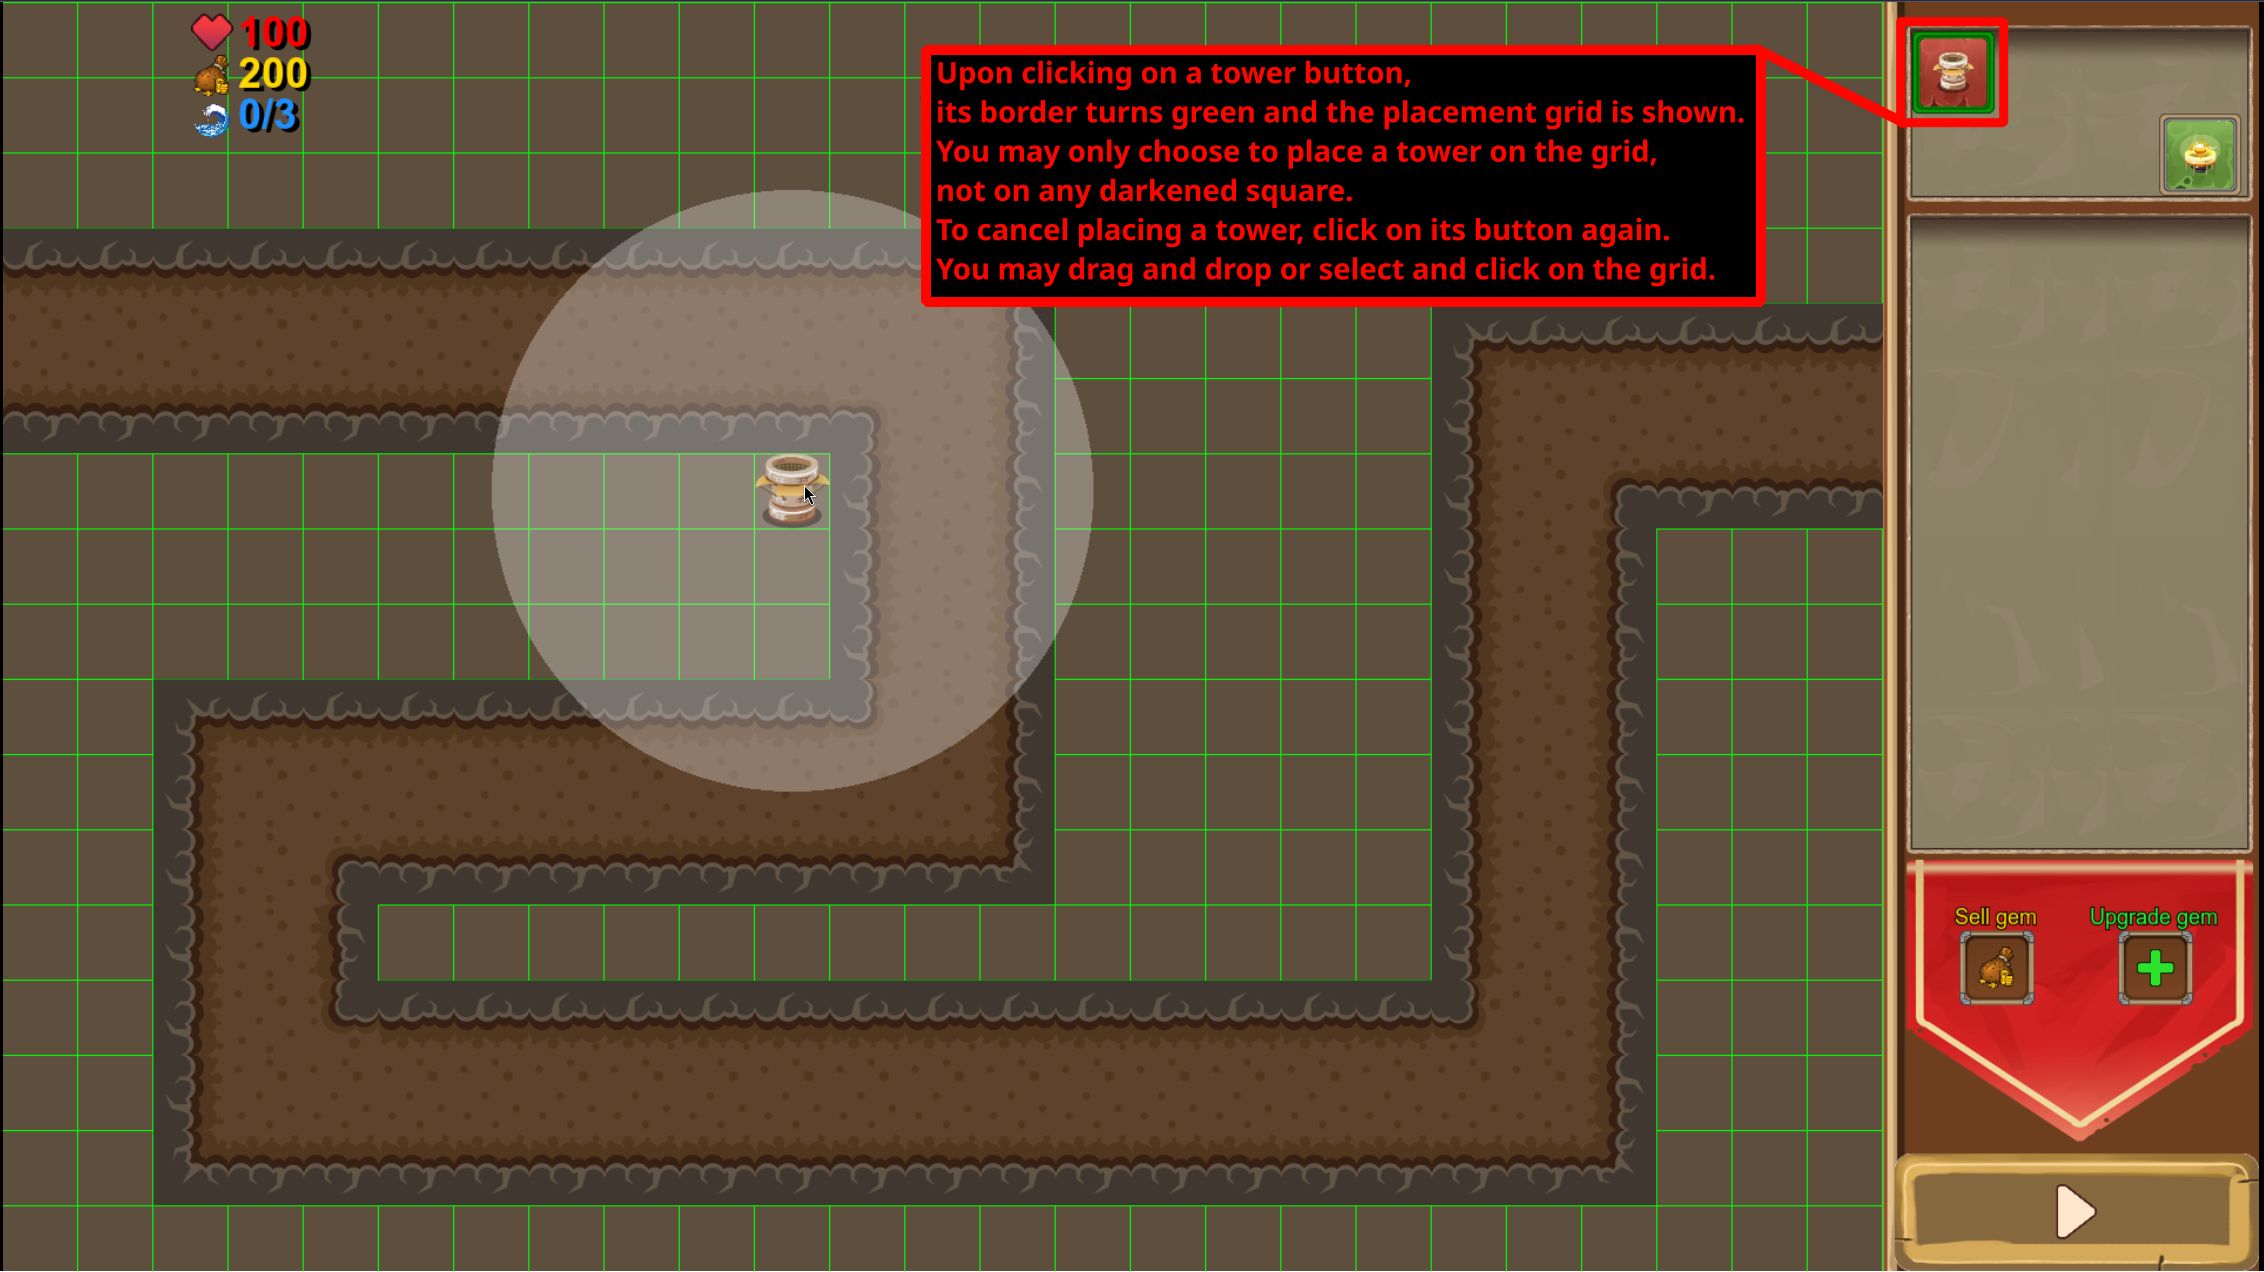 100
200
0/3
Upon clicking on a tower button,
its border turns green and the placement grid is shown.
You may only choose to place a tower on the grid,
not on any darkened square.
To cancel placing a tower, click on its button again.
You may drag and drop or select and click on the grid.
Sell gem
Upgrade gem